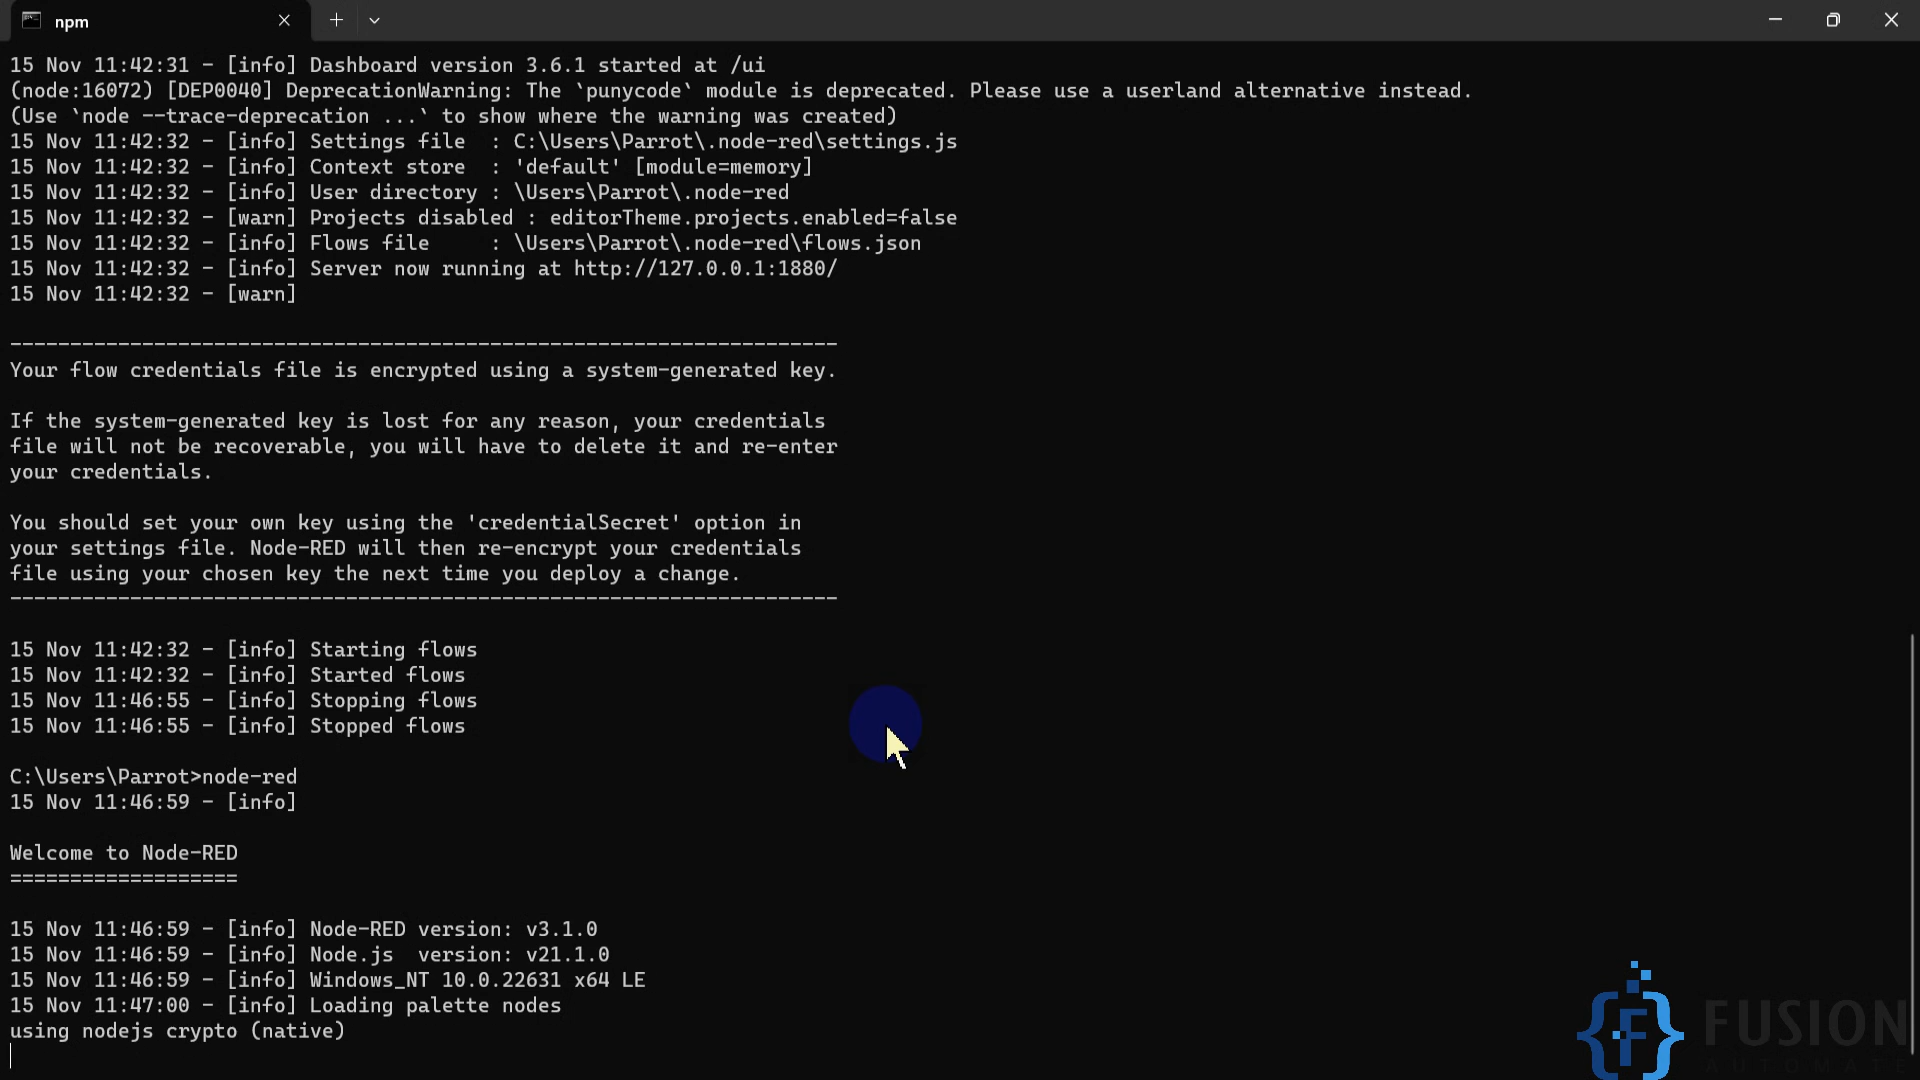 npm
15 Nov 11:42:31 - [info] Dashboard version 3.6.1 started at /ui
(node:16072) [DEP0040] DeprecationWarning: The `punycode` module is deprecated. Please use a userland alternative instead.
(Use `node --trace-deprecation ...` to show where the warning was created)
15 Nov 11:42:32 - [info] Settings file  : C:\Users\Parrot\.node-red\settings.js
15 Nov 11:42:32 - [info] Context store  : 'default' [module=memory]
15 Nov 11:42:32 - [info] User directory : \Users\Parrot\.node-red
15 Nov 11:42:32 - [warn] Projects disabled : editorTheme.projects.enabled=false
15 Nov 11:42:32 - [info] Flows file     : \Users\Parrot\.node-red\flows.json
15 Nov 11:42:32 - [info] Server now running at http://127.0.0.1:1880/
15 Nov 11:42:32 - [warn]
---------------------------------------------------------------------
Your flow credentials file is encrypted using a system-generated key.
If the system-generated key is lost for any reason, your credentials
file will not be recoverable, you will have to delete it and re-enter
your credentials.
You should set your own key using the 'credentialSecret' option in
your settings file. Node-RED will then re-encrypt your credentials
file using your chosen key the next time you deploy a change.
---------------------------------------------------------------------
15 Nov 11:42:32 - [info] Starting flows
15 Nov 11:42:32 - [info] Started flows
15 Nov 11:46:55 - [info] Stopping flows
15 Nov 11:46:55 - [info] Stopped flows
C:\Users\Parrot>node-red
15 Nov 11:46:59 - [info]
Welcome to Node-RED
===================
15 Nov 11:46:59 - [info] Node-RED version: v3.1.0
15 Nov 11:46:59 - [info] Node.js  version: v21.1.0
15 Nov 11:46:59 - [info] Windows_NT 10.0.22631 x64 LE
15 Nov 11:47:00 - [info] Loading palette nodes
using nodejs crypto (native)
{F}
FUSION
AUTOMATE